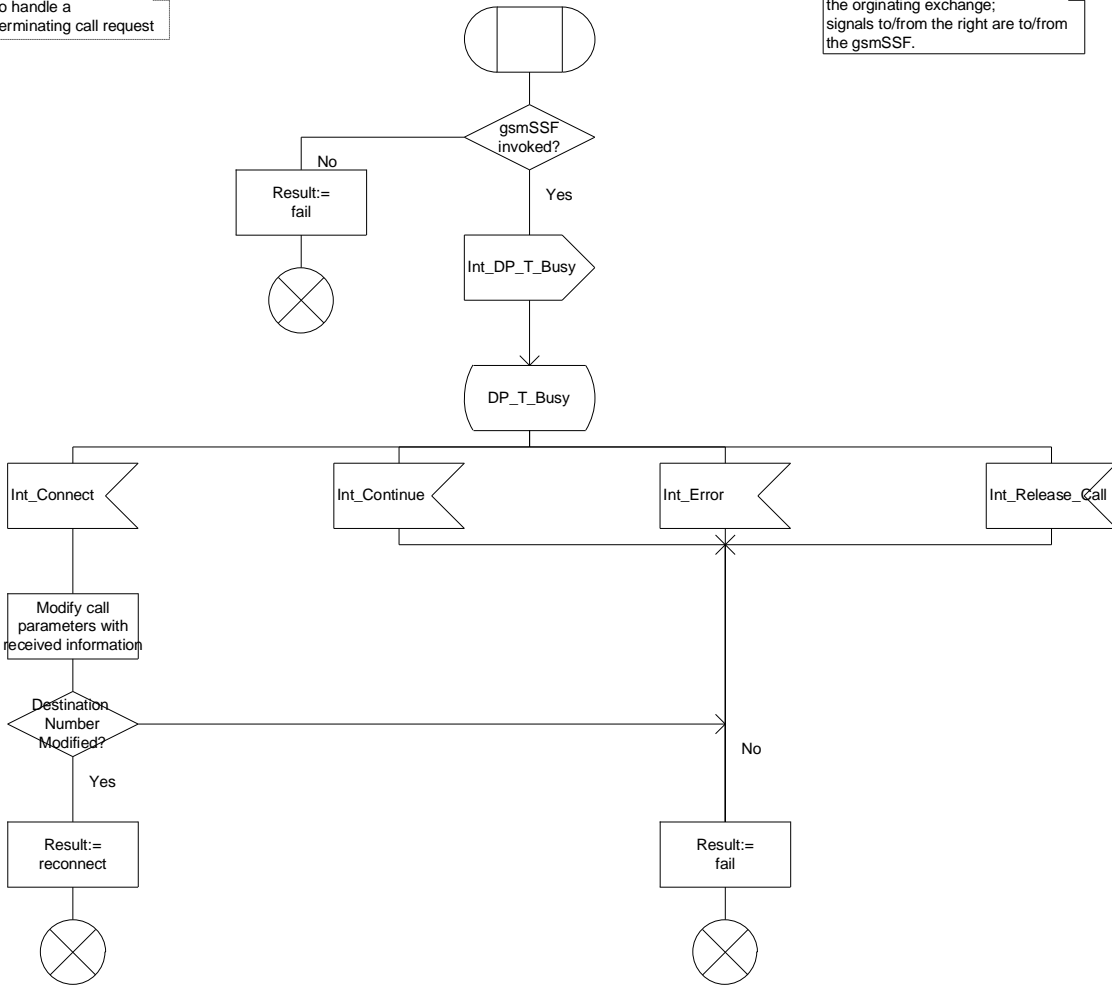 o handle a
erminating call request
the orginating exchange;
signals to/from the right are to/from
the gsmSSF.
gsmSSF
invoked?
No
Yes
Result:=
fail
Int_DP_T_Busy
DP_T_Busy
Int_Connect
Int_Continue
Int_Error
Int_Release_Call
Modify call
parameters with
received information
Destination
Number
Modified?
No
Yes
Result:=
reconnect
Result:=
fail